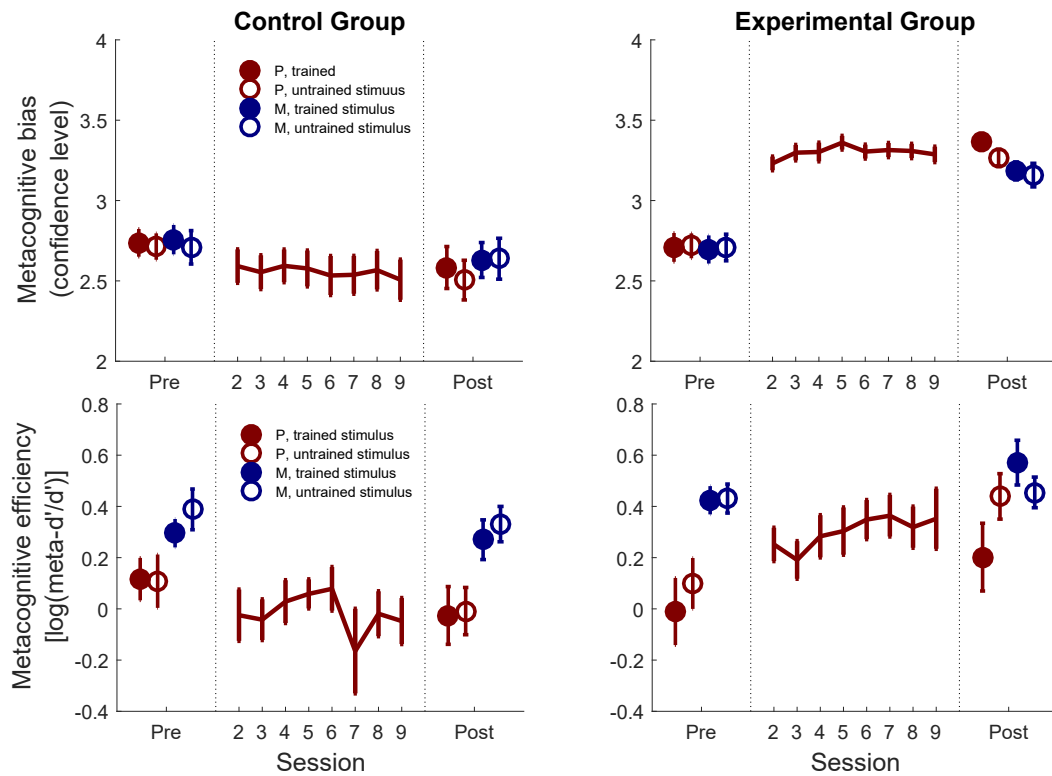 Control Group
Experimental Group
Metacognitive bias
(confidence level)
4
3.5
3
2.5
2
P, trained
P, untrained stimuus
M, trained stimulus
M, untrained stimulus
Pre
2 3 4 5 6 7 8 9
Post
4
3.5
3
2.5
2
Pre
2 3 4 5 6 7 8 9
Post
Metacognitive efficiency
[log(meta-d'/d')]
0.8
0.6
0.4
0.2
0
-0.2
-0.4
P, trained stimulus
P, untrained stimulus
M, trained stimulus
M, untrained stimulus
Pre
2 3 4 5 6 7 8 9
Post
Session
0.8
0.6
0.4
0.2
0
-0.2
-0.4
Pre
2 3 4 5 6 7 8 9
Post
Session